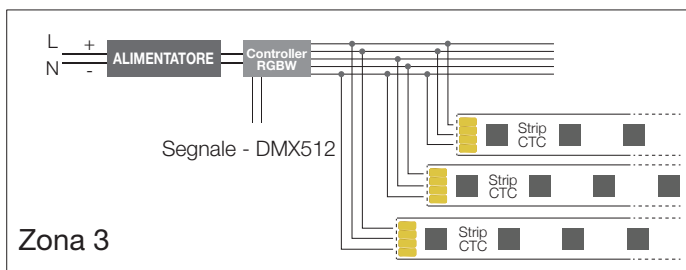 L +
N -
ALIMENTATORE
Controller
RGBW
Segnale - DMX512
Strip
CTC
Strip
CTC
Strip
CTC
Zona 3